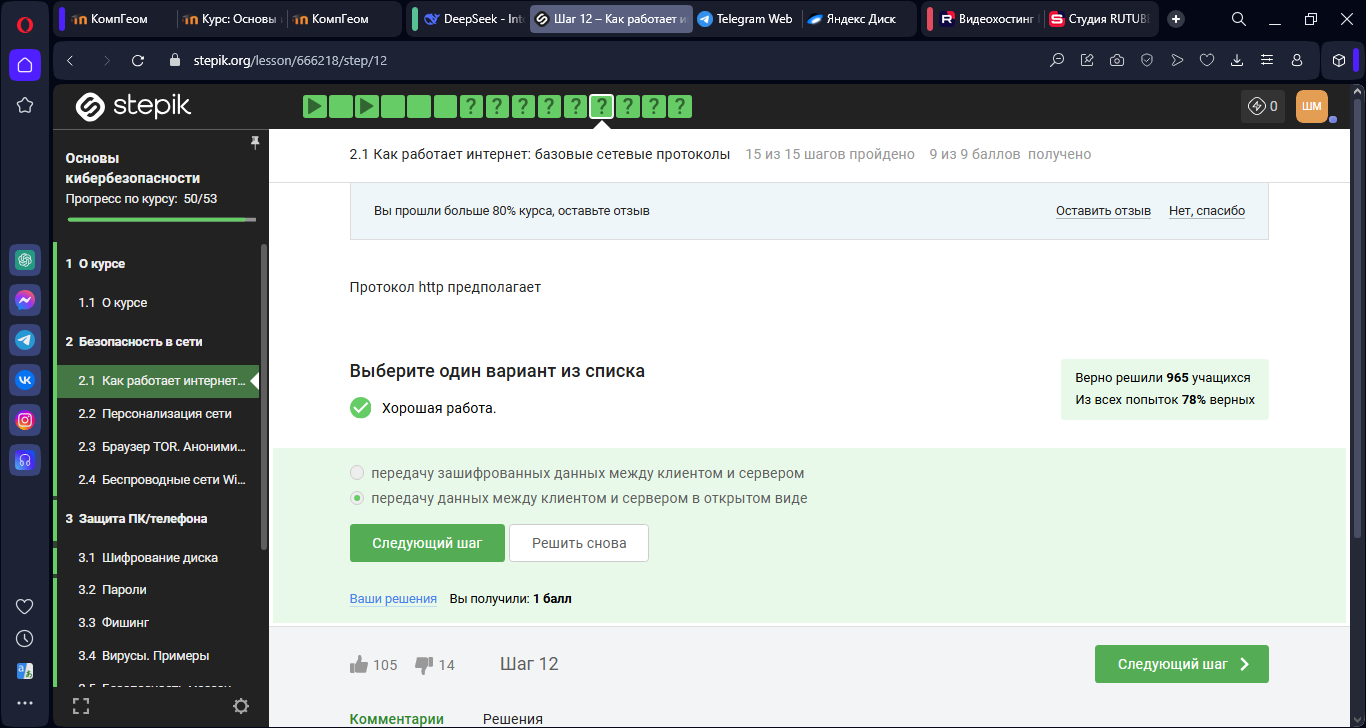 КомпГеом
Курс: Основы
КомпГеом
DeepSeek - Int
Шаг 12 – Как работает и
Telegram Web
Яндекс Диск
Видеохостинг
Студия RUTUBE
stepik.org/lesson/666218/step/12
stepik
? ? ? ? ? ? ? ? ?
0
ШМ
Основы
кибербезопасности
Прогресс по курсу: 50/53
1 О курсе
1.1 О курсе
2 Безопасность в сети
2.1 Как работает интернет...
2.2 Персонализация сети
2.3 Браузер TOR. Аноними...
2.4 Беспроводные сети Wi...
3 Защита ПК/телефона
3.1 Шифрование диска
3.2 Пароли
3.3 Фишинг
3.4 Вирусы. Примеры
2.1 Как работает интернет: базовые сетевые протоколы 15 из 15 шагов пройдено 9 из 9 баллов получено
Вы прошли больше 80% курса, оставьте отзыв
Оставить отзыв
Нет, спасибо
Протокол http предполагает
Выберите один вариант из списка
Хорошая работа.
Верно решили 965 учащихся
Из всех попыток 78% верных
передачу зашифрованных данных между клиентом и сервером
передачу данных между клиентом и сервером в открытом виде
Следующий шаг
Решить снова
Ваши решения Вы получили: 1 балл
105
14
Шаг 12
Следующий шаг
Комментарии
Решения